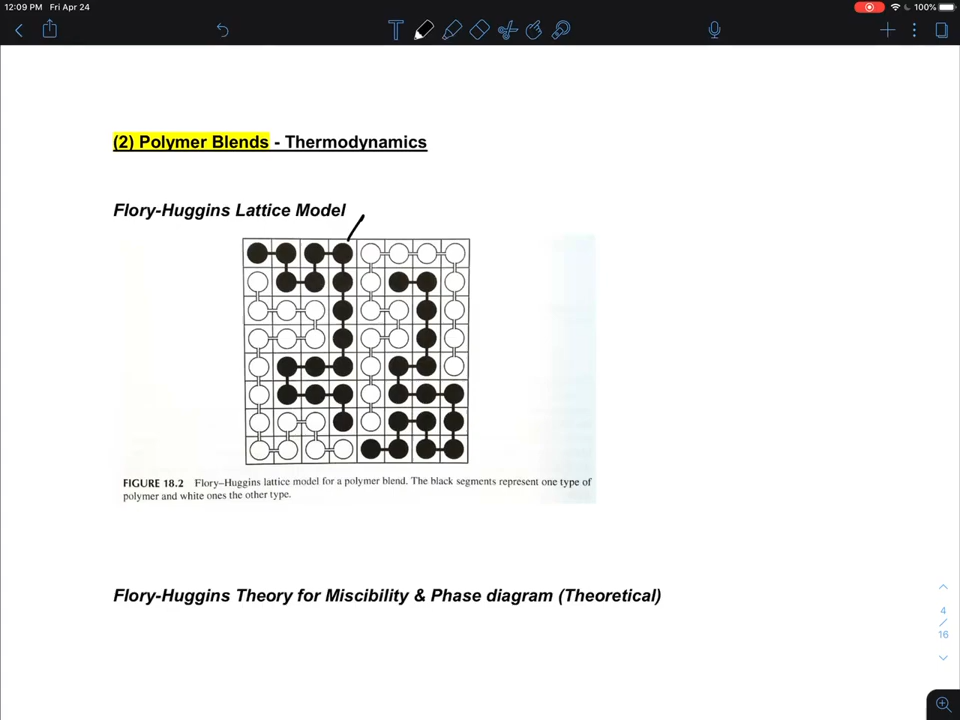 12:09 PM Fri Apr 24
100%
T
(2) Polymer Blends - Thermodynamics
Flory-Huggins Lattice Model
FIGURE 18.2 Flory–Huggins lattice model for a polymer blend. The black segments represent one type of
polymer and white ones the other type.
Flory-Huggins Theory for Miscibility & Phase diagram (Theoretical)
4
/
16